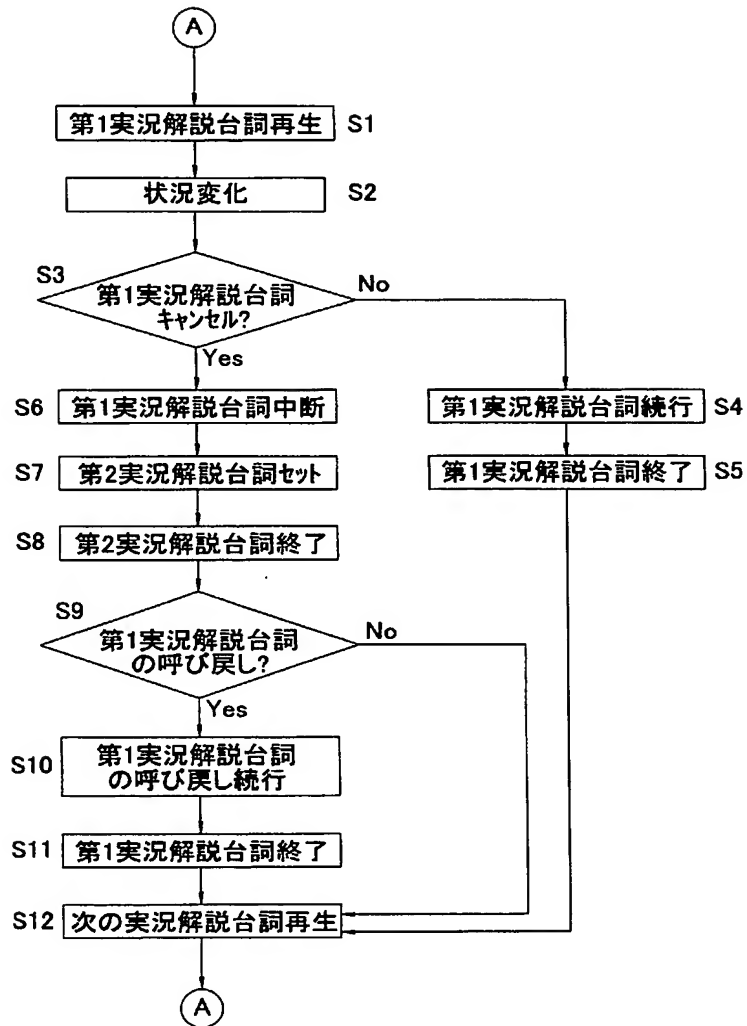 A
第1実況解説台詞再生 S1
状況変化 S2
S3
第1実況解説台詞
キャンセル?
No
Yes
S6 第1実況解説台詞中断
第1実況解説台詞続行 S4
S7 第2実況解説台詞セット
第1実況解説台詞終了 S5
S8 第2実況解説台詞終了
S9
第1実況解説台詞
の呼び戻し?
No
Yes
S10
第1実況解説台詞
の呼び戻し続行
S11 第1実況解説台詞終了
S12 次の実況解説台詞再生
A